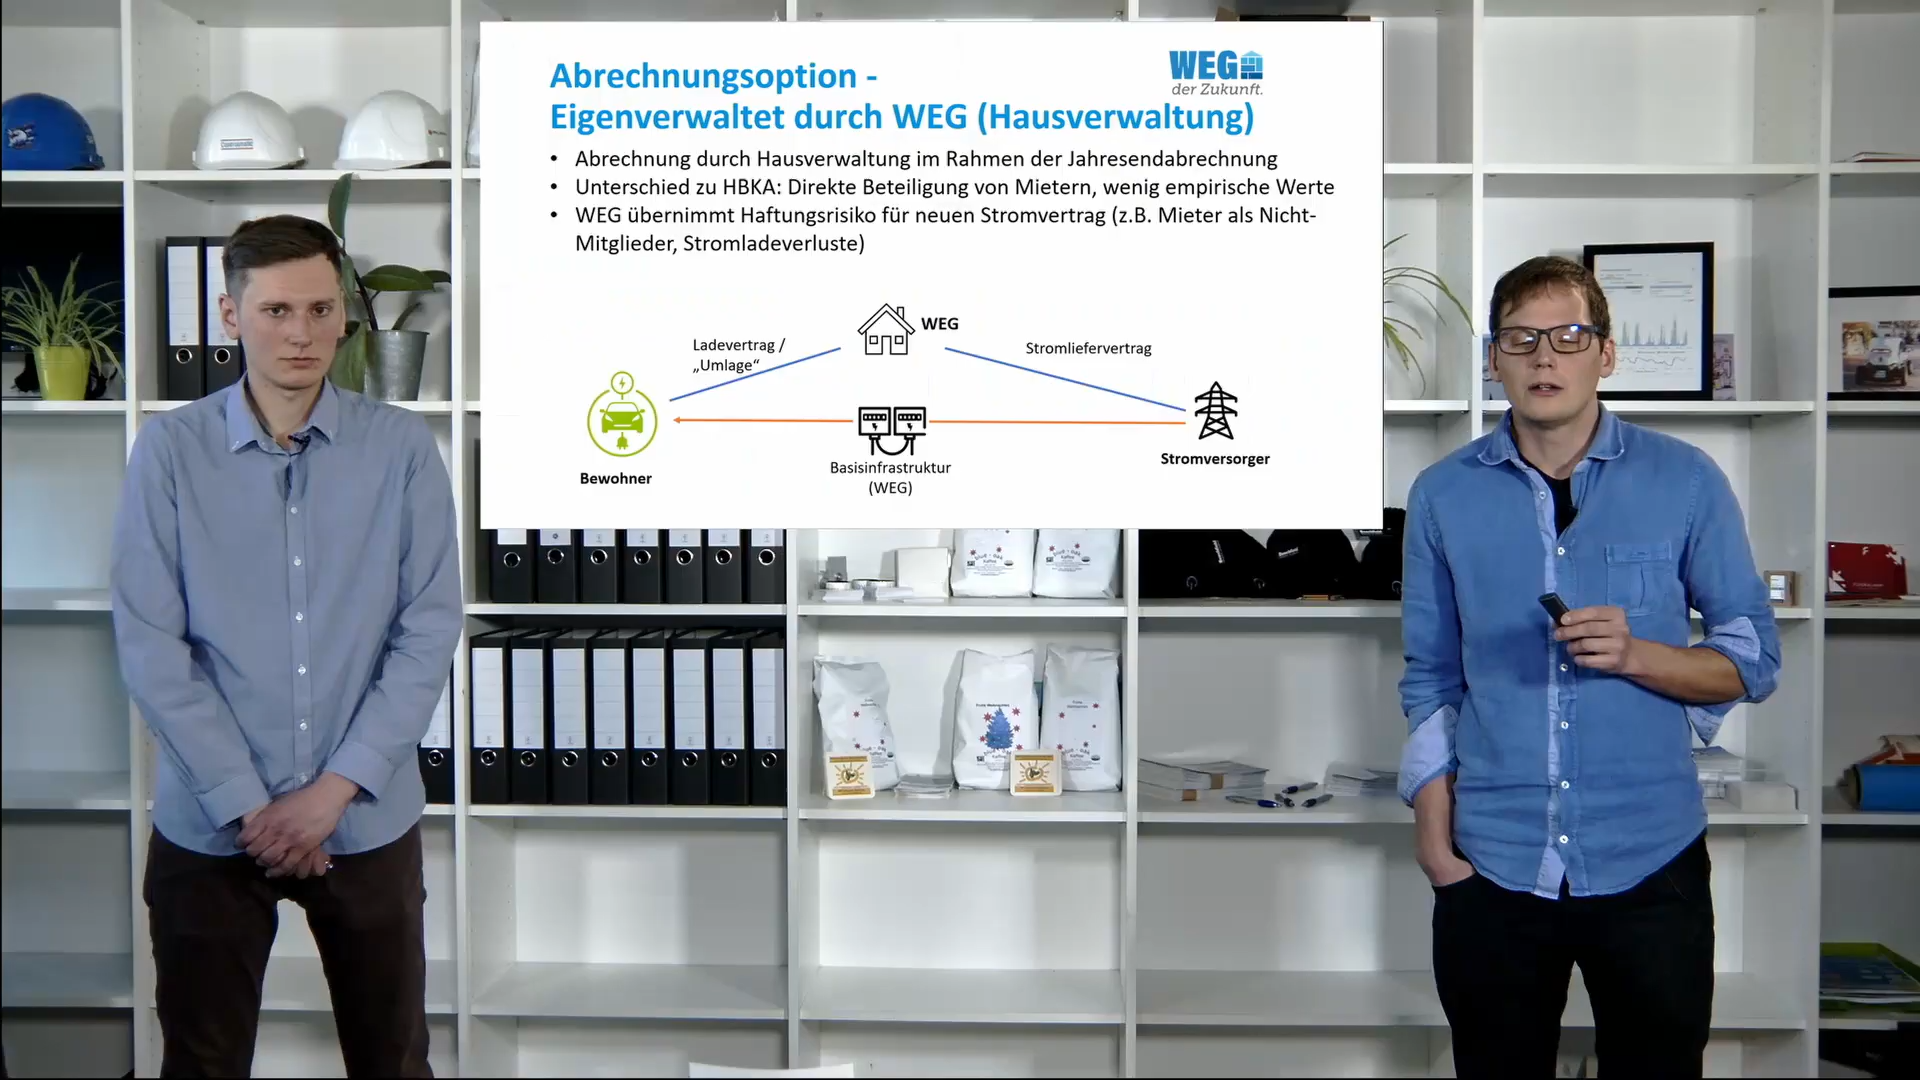 Abrechnungsoption -
Eigenverwaltet durch WEG (Hausverwaltung)
WEG
der Zukunft.
• Abrechnung durch Hausverwaltung im Rahmen der Jahresendabrechnung
• Unterschied zu HBKA: Direkte Beteiligung von Mietern, wenig empirische Werte
• WEG übernimmt Haftungsrisiko für neuen Stromvertrag (z.B. Mieter als Nicht-
Mitglieder, Stromladeverluste)
WEG
Ladevertrag /
„Umlage“
Stromliefervertrag
Bewohner
Basisinfrastruktur
(WEG)
Stromversorger